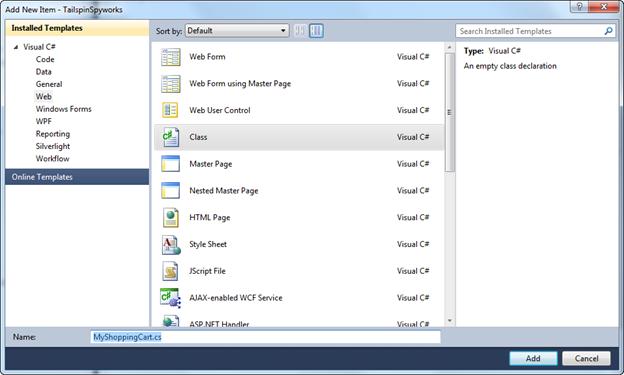 Add New Item - TailspinSpyworks
Installed Templates
Visual C#
Code
Data
General
Web
Windows Forms
WPF
Reporting
Silverlight
Workflow
Online Templates
Sort by: Default
Web Form Visual C#
Web Form using Master Page Visual C#
Web User Control Visual C#
Class Visual C#
Master Page Visual C#
Nested Master Page Visual C#
HTML Page Visual C#
Style Sheet Visual C#
JScript File Visual C#
AJAX-enabled WCF Service Visual C#
ASP.NET Handler Visual C#
Search Installed Templates
Type: Visual C#
An empty class declaration
Name: MyShoppingCart.cs
Add Cancel